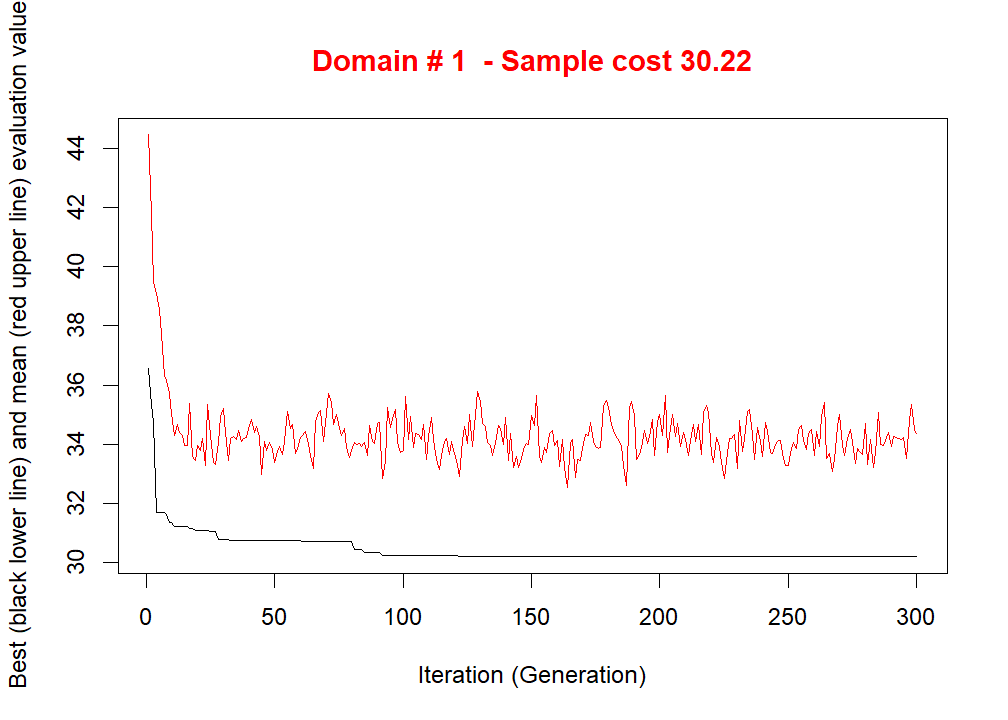 Domain # 1  - Sample cost 30.22
Best (black lower line) and mean (red upper line) evaluation value
44
42
40
38
36
34
32
30
0 50 100 150 200 250 300
Iteration (Generation)